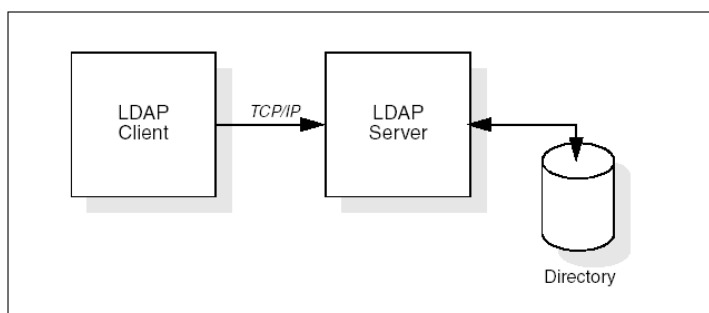 LDAP
Client
TCP/IP
LDAP
Server
Directory